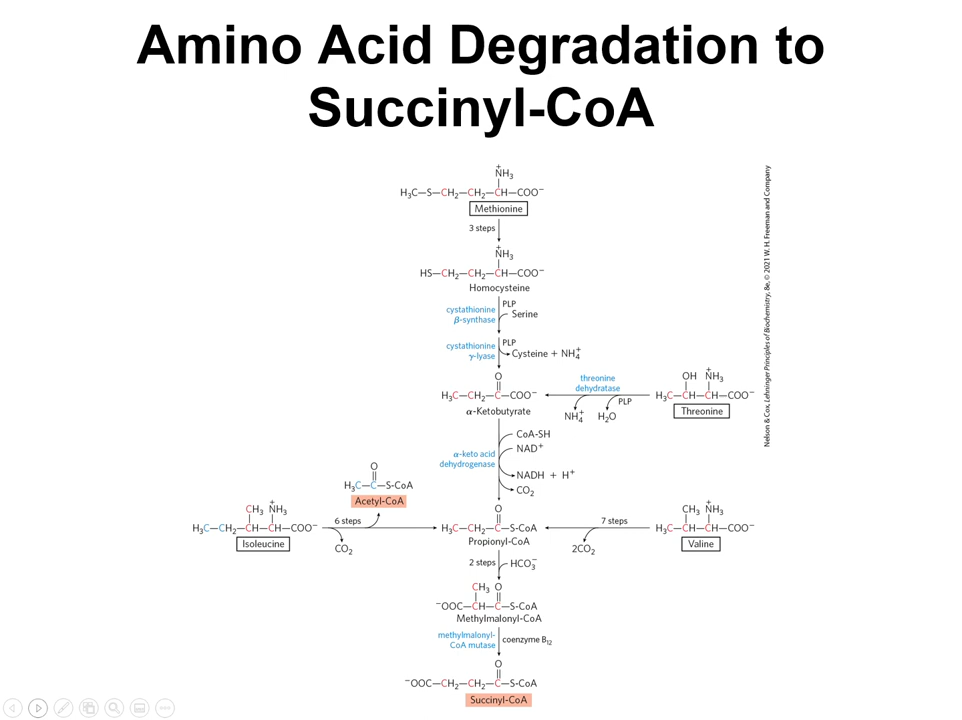 Amino Acid Degradation to
Succinyl-CoA
+
NH₃
H₃C—S—CH₂—CH₂—CH—COO⁻
Methionine
3 steps
+
NH₃
HS—CH₂—CH₂—CH—COO⁻
Homocysteine
cystathionine
β-synthase
PLP
Serine
cystathionine
γ-lyase
PLP
Cysteine + NH₄⁺
O
H₃C—CH₂—C—COO⁻
α-Ketobutyrate
threonine
dehydratase
PLP
NH₄⁺
H₂O
OH
+
NH₃
H₃C—CH—CH—COO⁻
Threonine
α-keto acid
dehydrogenase
CoA-SH
NAD⁺
NADH + H⁺
CO₂
O
H₃C—C—S-CoA
Acetyl-CoA
CH₃
+
NH₃
H₃C—CH₂—CH—CH—COO⁻
Isoleucine
6 steps
CO₂
O
H₃C—CH₂—C—S-CoA
Propionyl-CoA
7 steps
2CO₂
CH₃
+
NH₃
H₃C—CH—CH—COO⁻
Valine
2 steps
HCO₃⁻
CH₃ O
⁻OOC—CH—C—S-CoA
Methylmalonyl-CoA
methylmalonyl-
CoA mutase
coenzyme B₁₂
O
⁻OOC—CH₂—CH₂—C—S-CoA
Succinyl-CoA
Nelson & Cox, Lehninger Principles of Biochemistry, 8e, © 2021 W. H. Freeman and Company